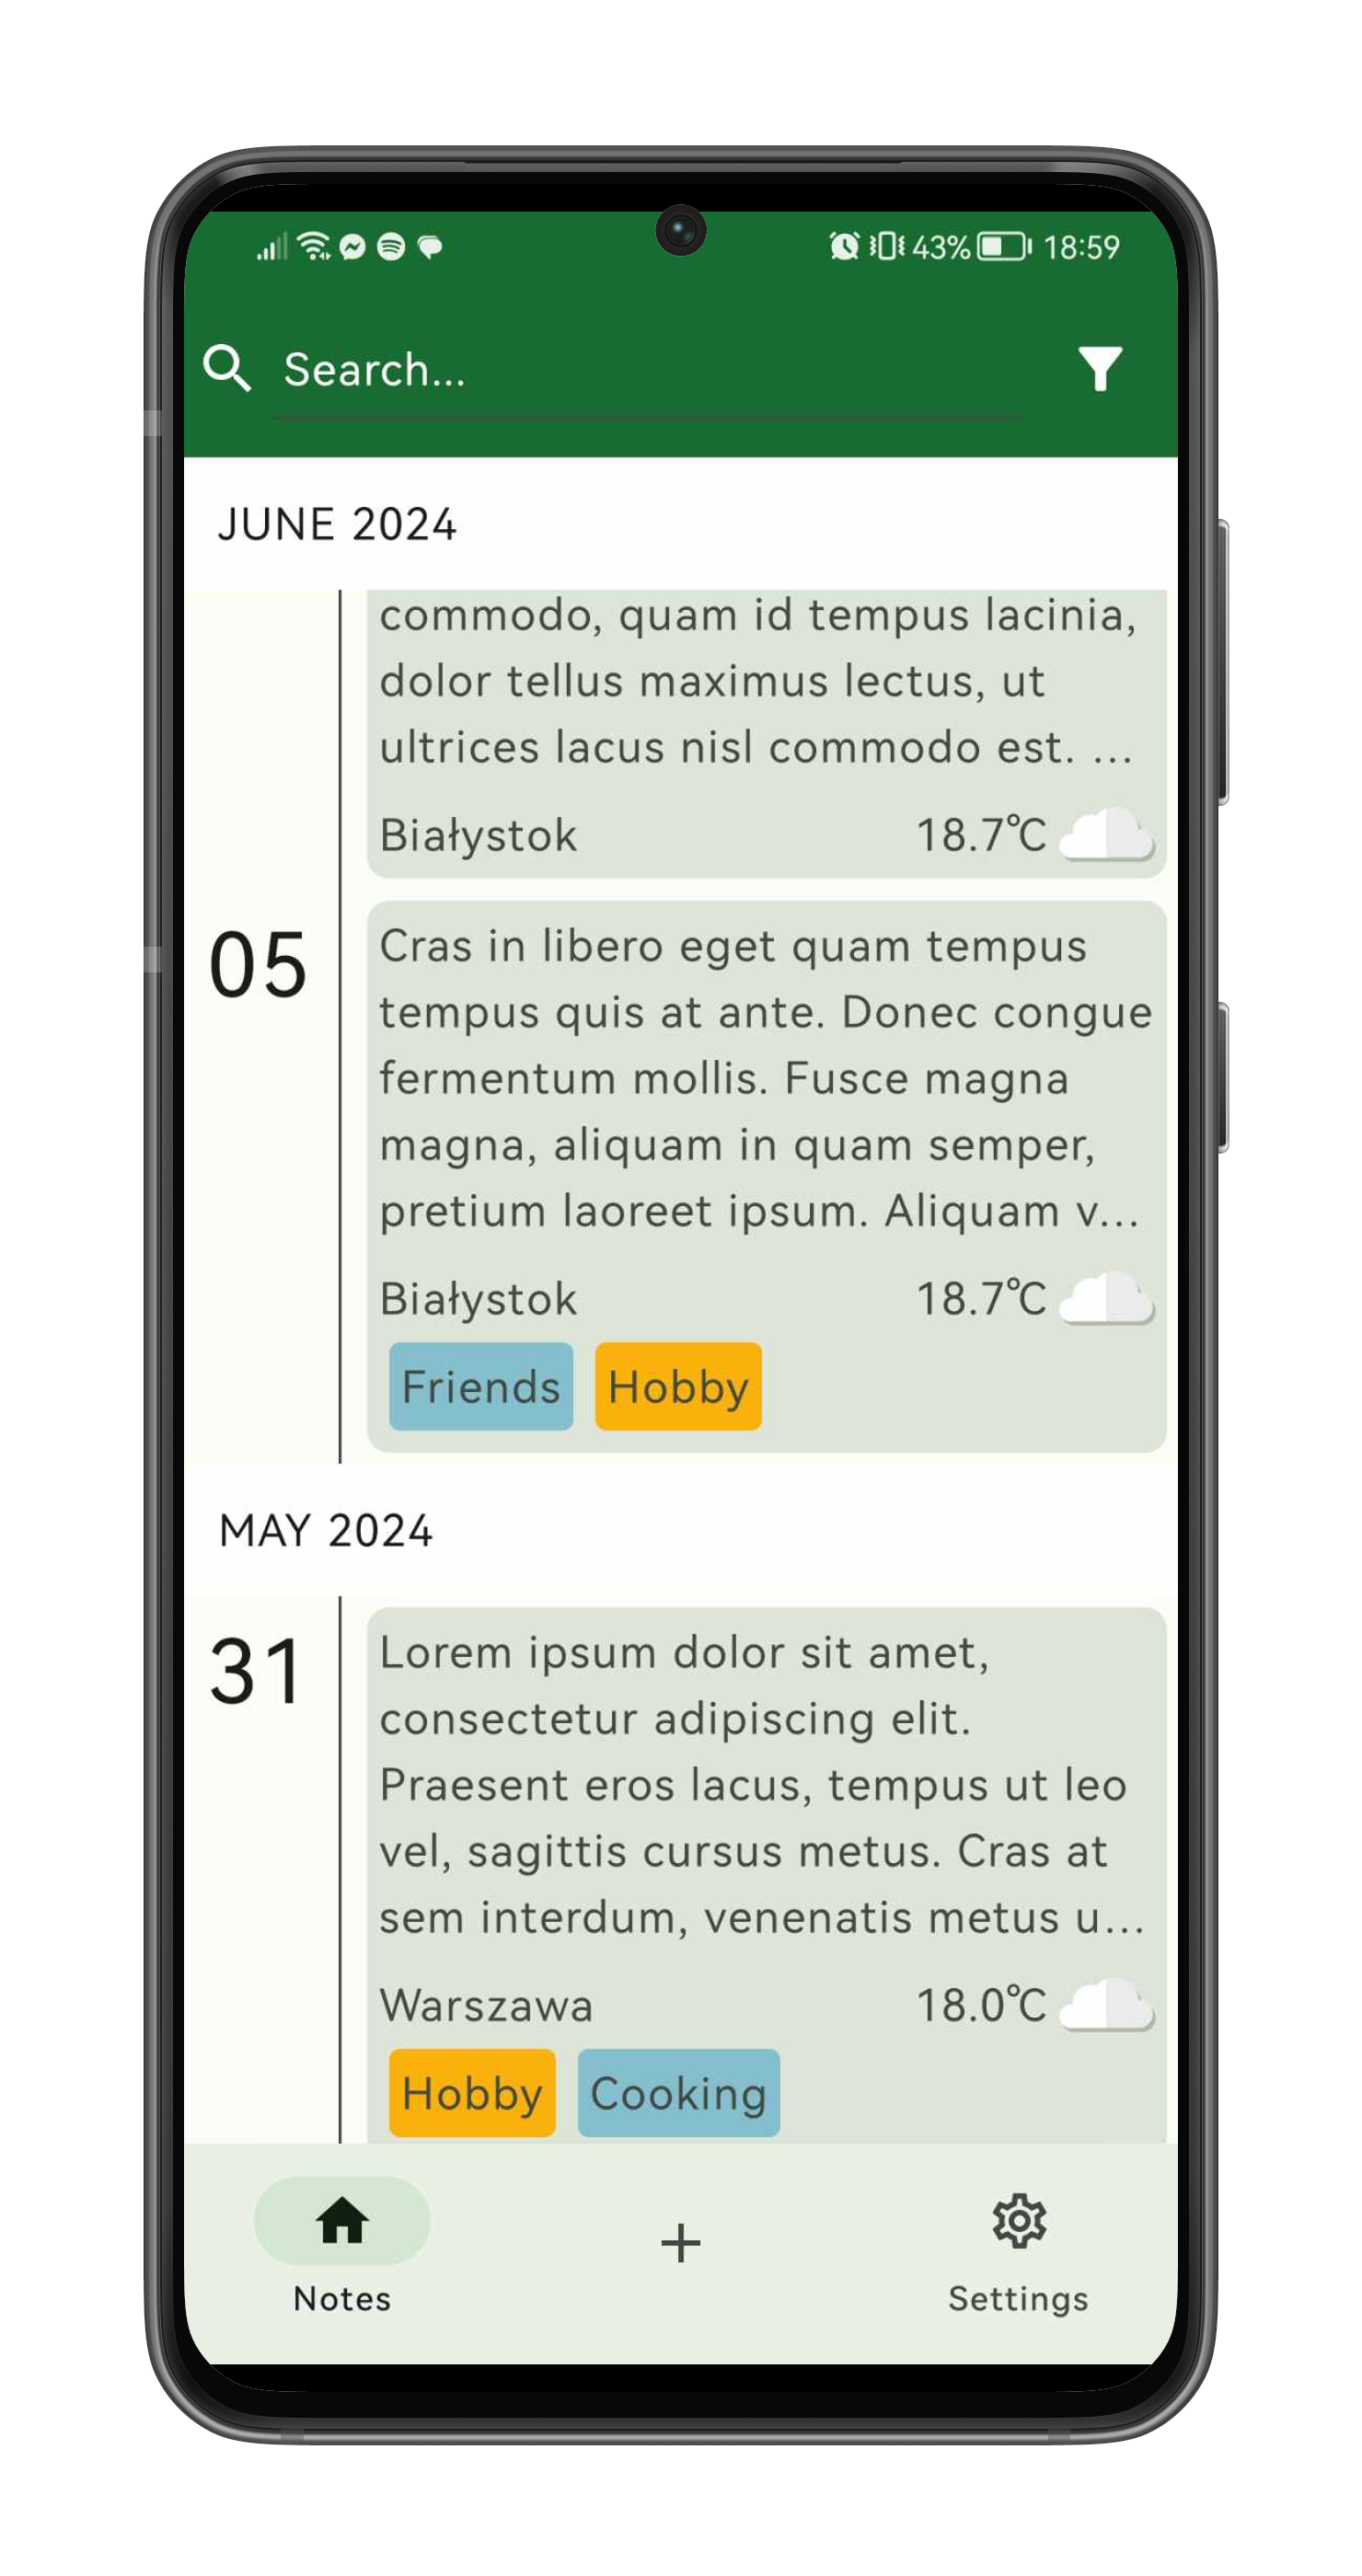 43% 18:59
Search...
JUNE 2024
commodo, quam id tempus lacinia,
dolor tellus maximus lectus, ut
ultrices lacus nisl commodo est. ...
Białystok 18.7°C
05
Cras in libero eget quam tempus
tempus quis at ante. Donec congue
fermentum mollis. Fusce magna
magna, aliquam in quam semper,
pretium laoreet ipsum. Aliquam v...
Białystok 18.7°C
Friends Hobby
MAY 2024
31
Lorem ipsum dolor sit amet,
consectetur adipiscing elit.
Praesent eros lacus, tempus ut leo
vel, sagittis cursus metus. Cras at
sem interdum, venenatis metus u...
Warszawa 18.0°C
Hobby Cooking
Notes + Settings